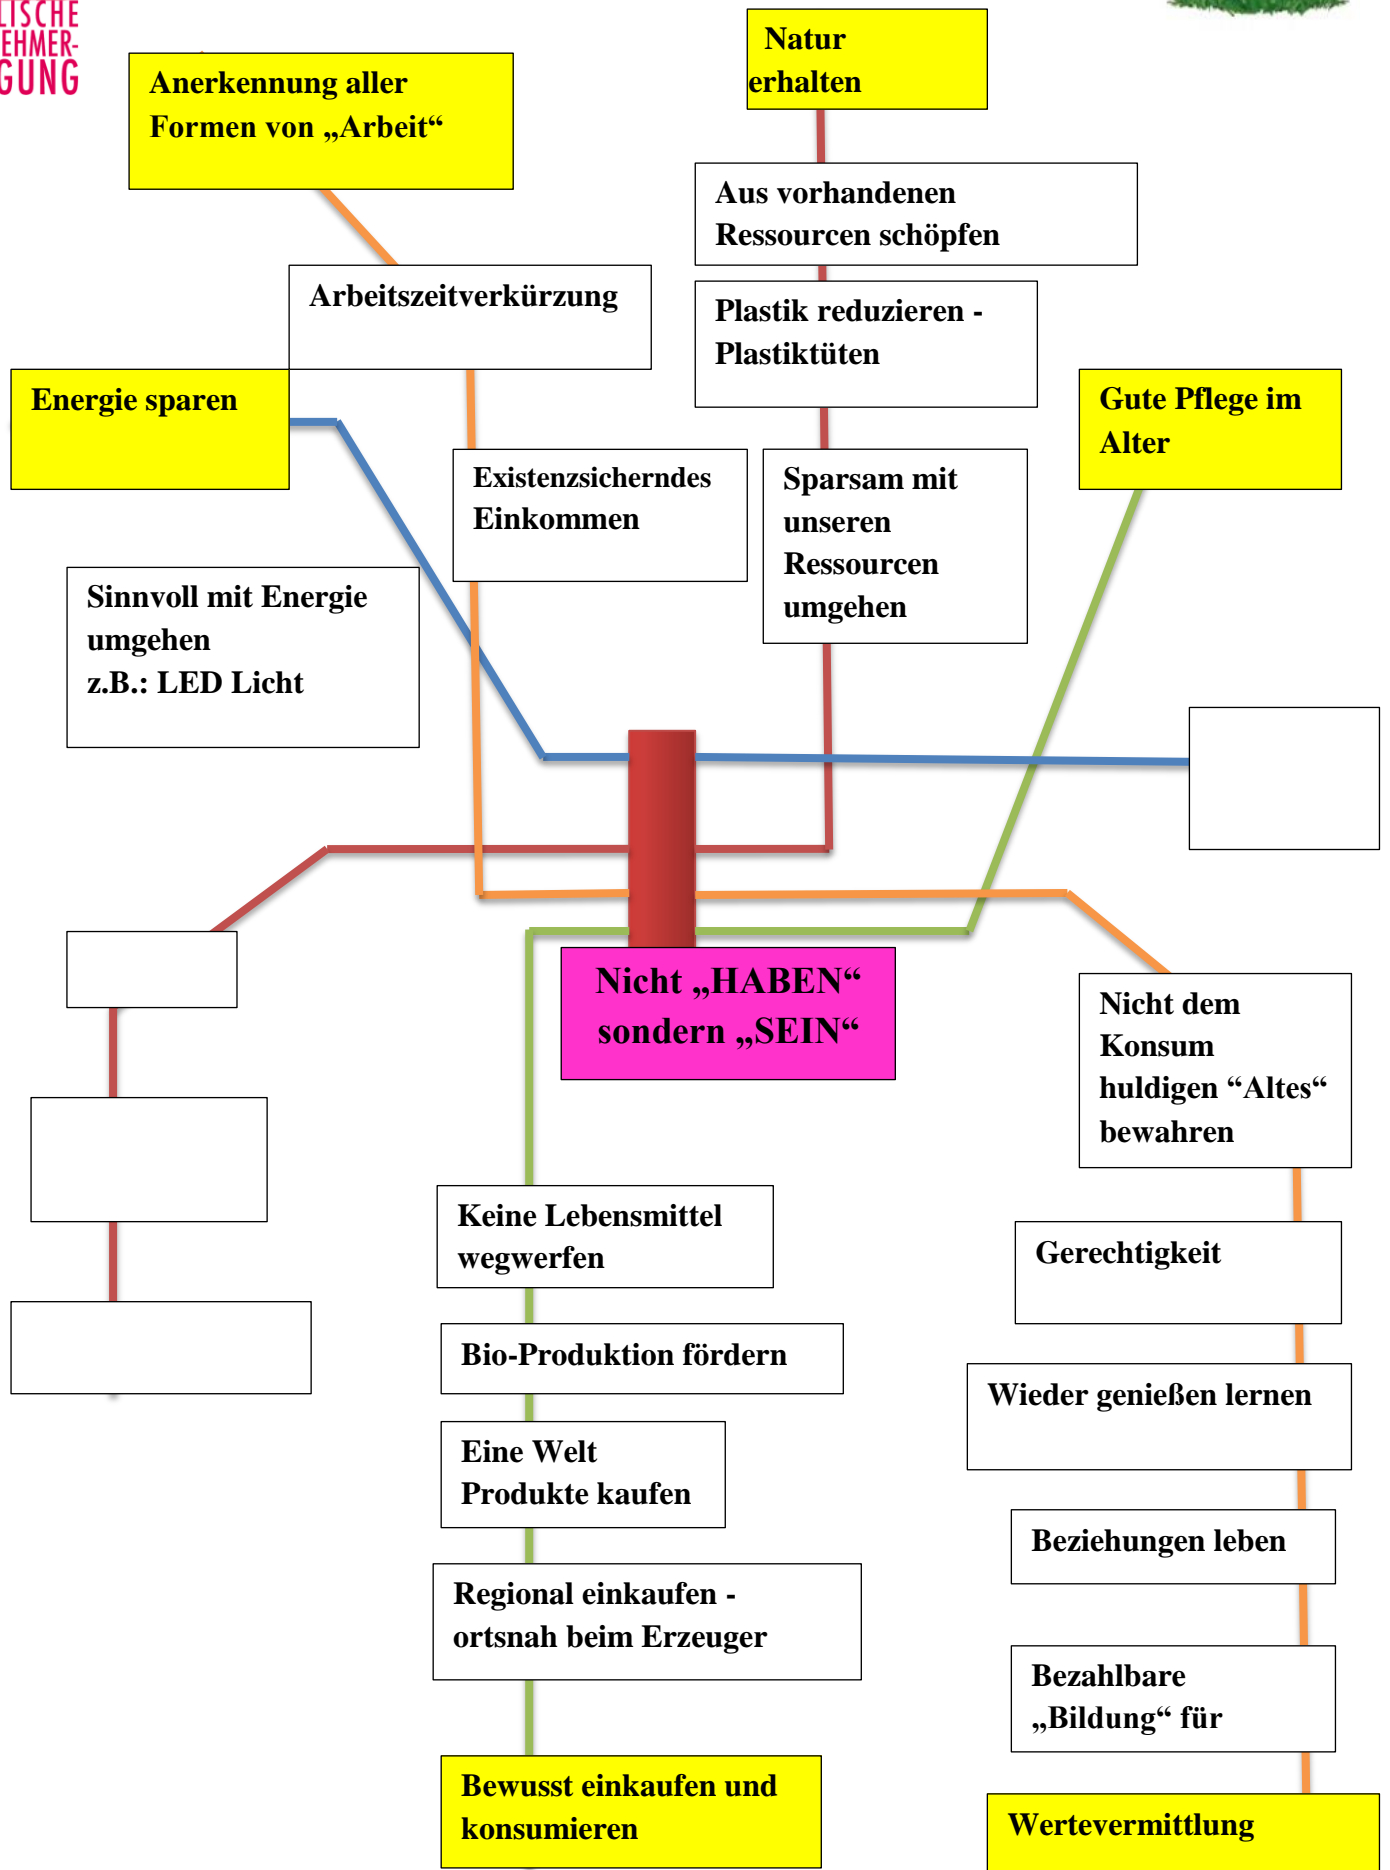 LISCHE
EHMER-
GUNG
Natur
erhalten
Anerkennung aller
Formen von „Arbeit“
Aus vorhandenen
Ressourcen schöpfen
Arbeitszeitverkürzung
Plastik reduzieren -
Plastiktüten
Energie sparen
Gute Pflege im
Alter
Existenzsicherndes
Einkommen
Sparsam mit
unseren
Ressourcen
umgehen
Sinnvoll mit Energie
umgehen
z.B.: LED Licht
Nicht „HABEN“
sondern „SEIN“
Nicht dem
Konsum
huldigen “Altes“
bewahren
Keine Lebensmittel
wegwerfen
Gerechtigkeit
Bio-Produktion fördern
Wieder genießen lernen
Eine Welt
Produkte kaufen
Beziehungen leben
Regional einkaufen -
ortsnah beim Erzeuger
Bezahlbare
„Bildung“ für
Bewusst einkaufen und
konsumieren
Wertevermittlung